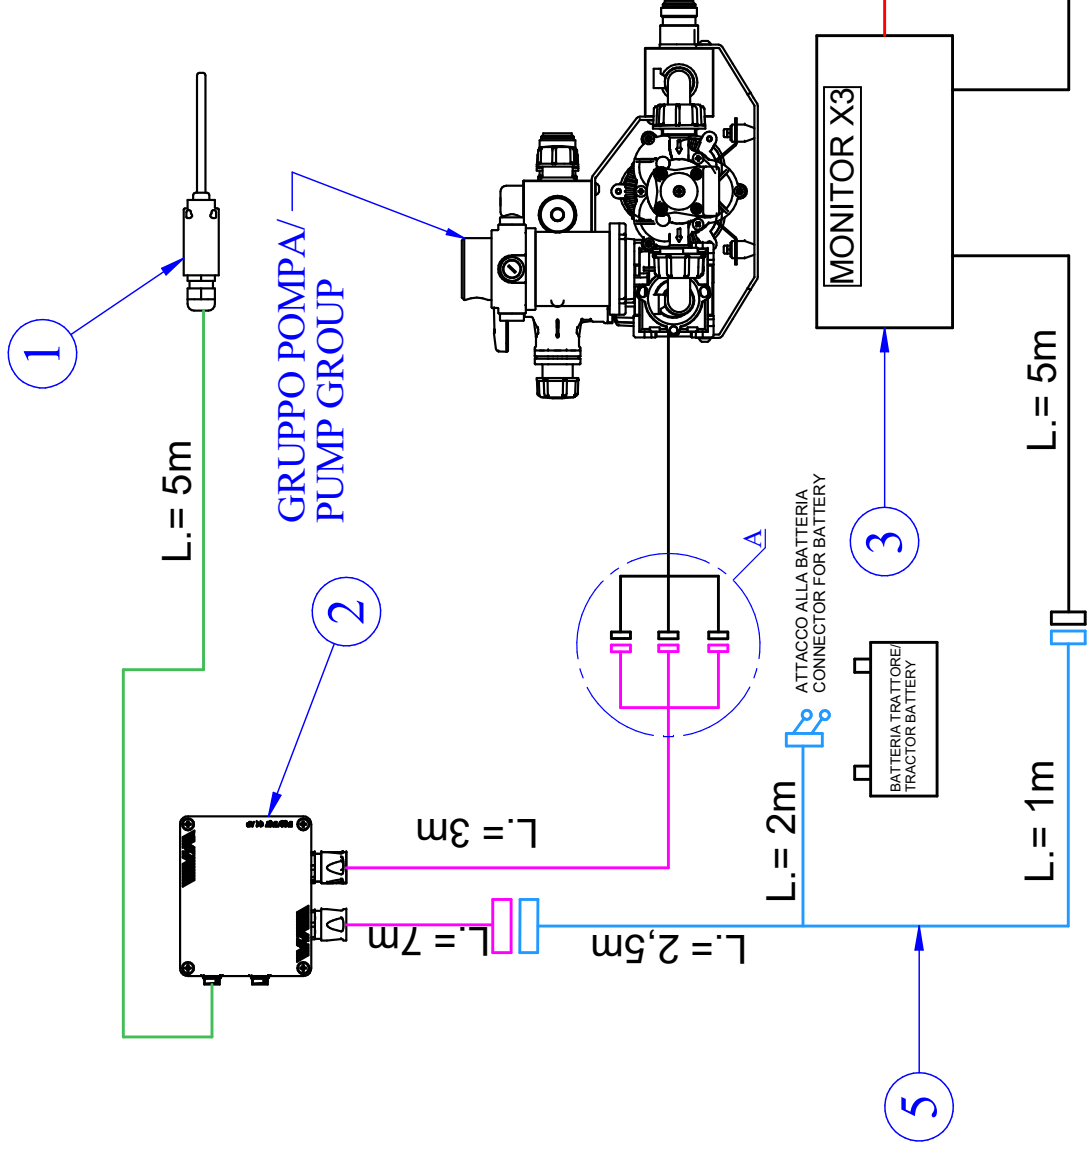 1
L.= 5m
GRUPPO POMPA/
PUMP GROUP
2
MONITOR X3
3
L.= 5m
A
ATTACCO ALLA BATTERIA
CONNECTOR FOR BATTERY
BATTERIA TRATTORE/
TRACTOR BATTERY
L.= 3m
L.= 7m
L.= 2,5m
L.= 2m
L.= 1m
5